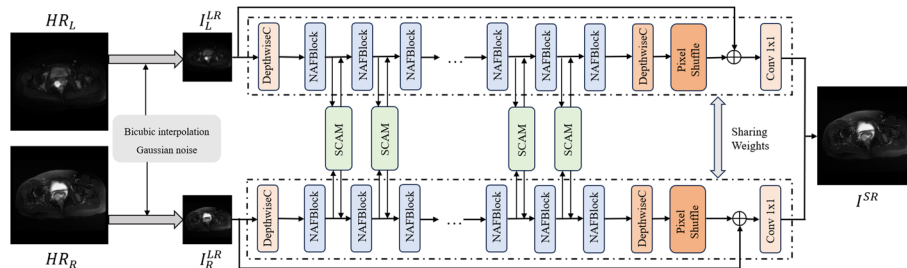 HR_L
I_L^{LR}
DepthwiseC
NAFBlock
NAFBlock
NAFBlock
...
NAFBlock
NAFBlock
NAFBlock
DepthwiseC
Pixel
Shuffle
Conv 1x1
Bicubic interpolation
Gaussian noise
SCAM
SCAM
SCAM
SCAM
Sharing
Weights
I^{SR}
DepthwiseC
NAFBlock
NAFBlock
NAFBlock
...
NAFBlock
NAFBlock
NAFBlock
DepthwiseC
Pixel
Shuffle
Conv 1x1
HR_R
I_R^{LR}